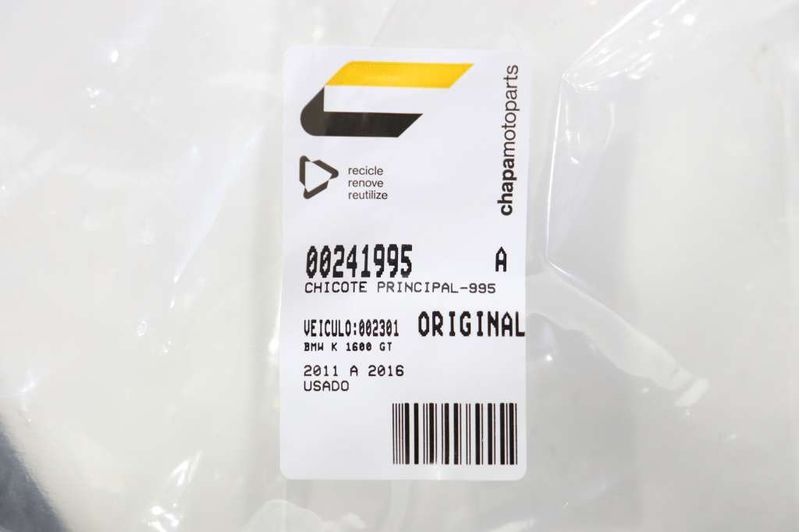 chapamotoparts
recicle
renove
reutilize
00241995 A
CHICOTE PRINCIPAL-995
VEICULO:002301 ORIGINAL
BMW K 1600 GT
2011 A 2016
USADO